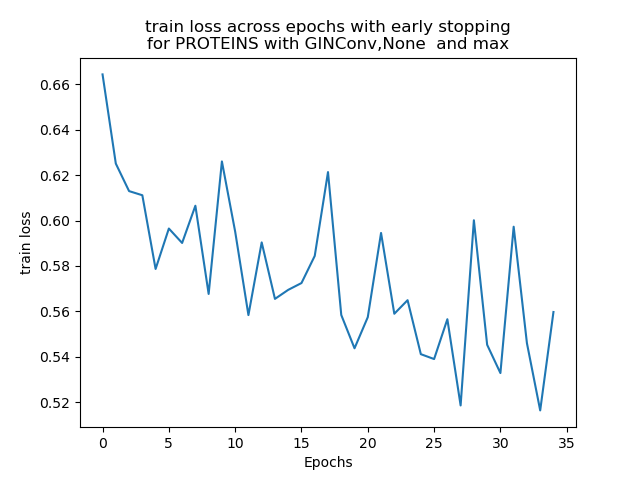 train loss across epochs with early stopping
for PROTEINS with GINConv,None  and max
0.66
0.64
0.62
0.60
0.58
0.56
0.54
0.52
train loss
0 5 10 15 20 25 30 35
Epochs